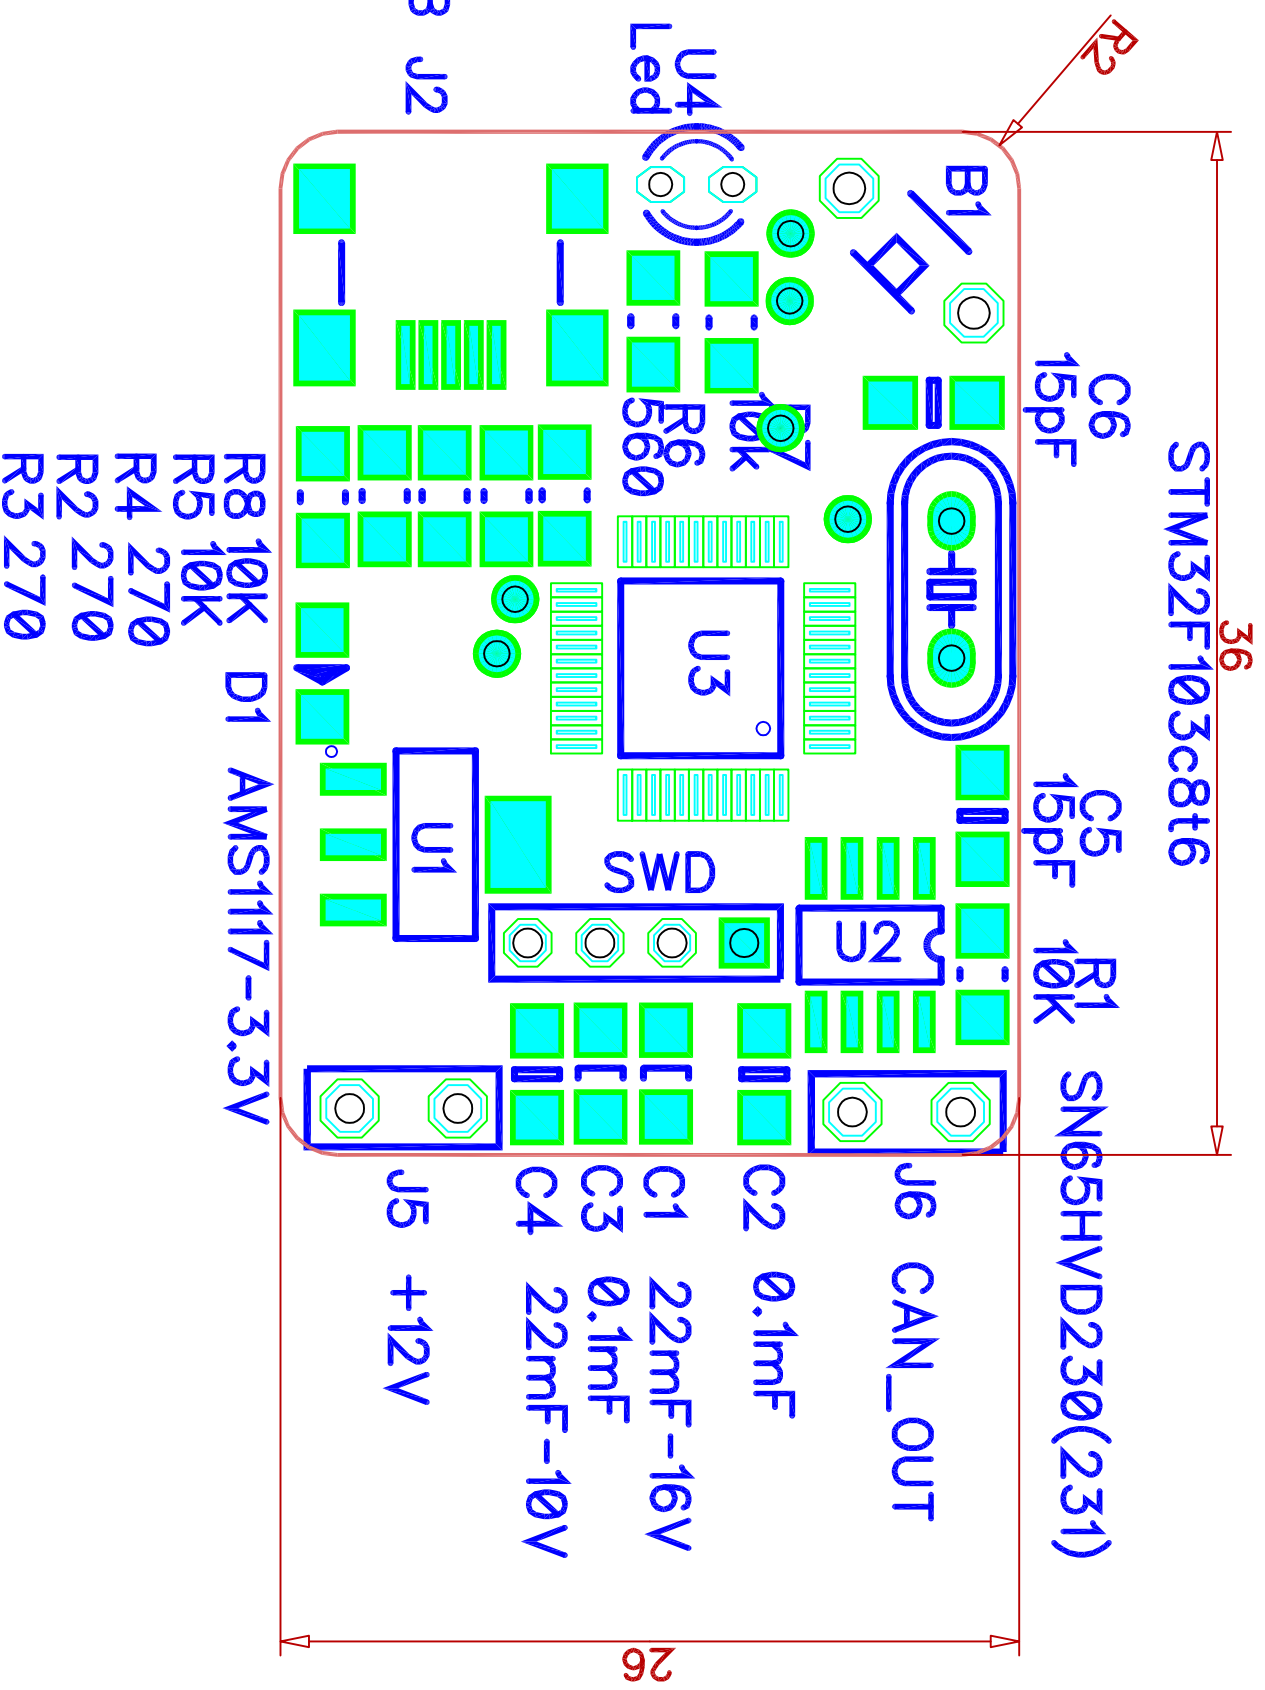 R2
U4
Led
J2
B1
C6
15pF
STM32F103c8t6
36
R6
560
10k
R8 10K
R5 10K
R4 270
R2 270
R3 270
D1 AMS1117-3.3V
U3
U1
SWD
U2
C5
15pF
R1
10K
SN65HVD230(231)
J6 CAN_OUT
C2 0.1mF
C1 22mF-16V
C3 0.1mF
C4 22mF-10V
J5 +12V
26